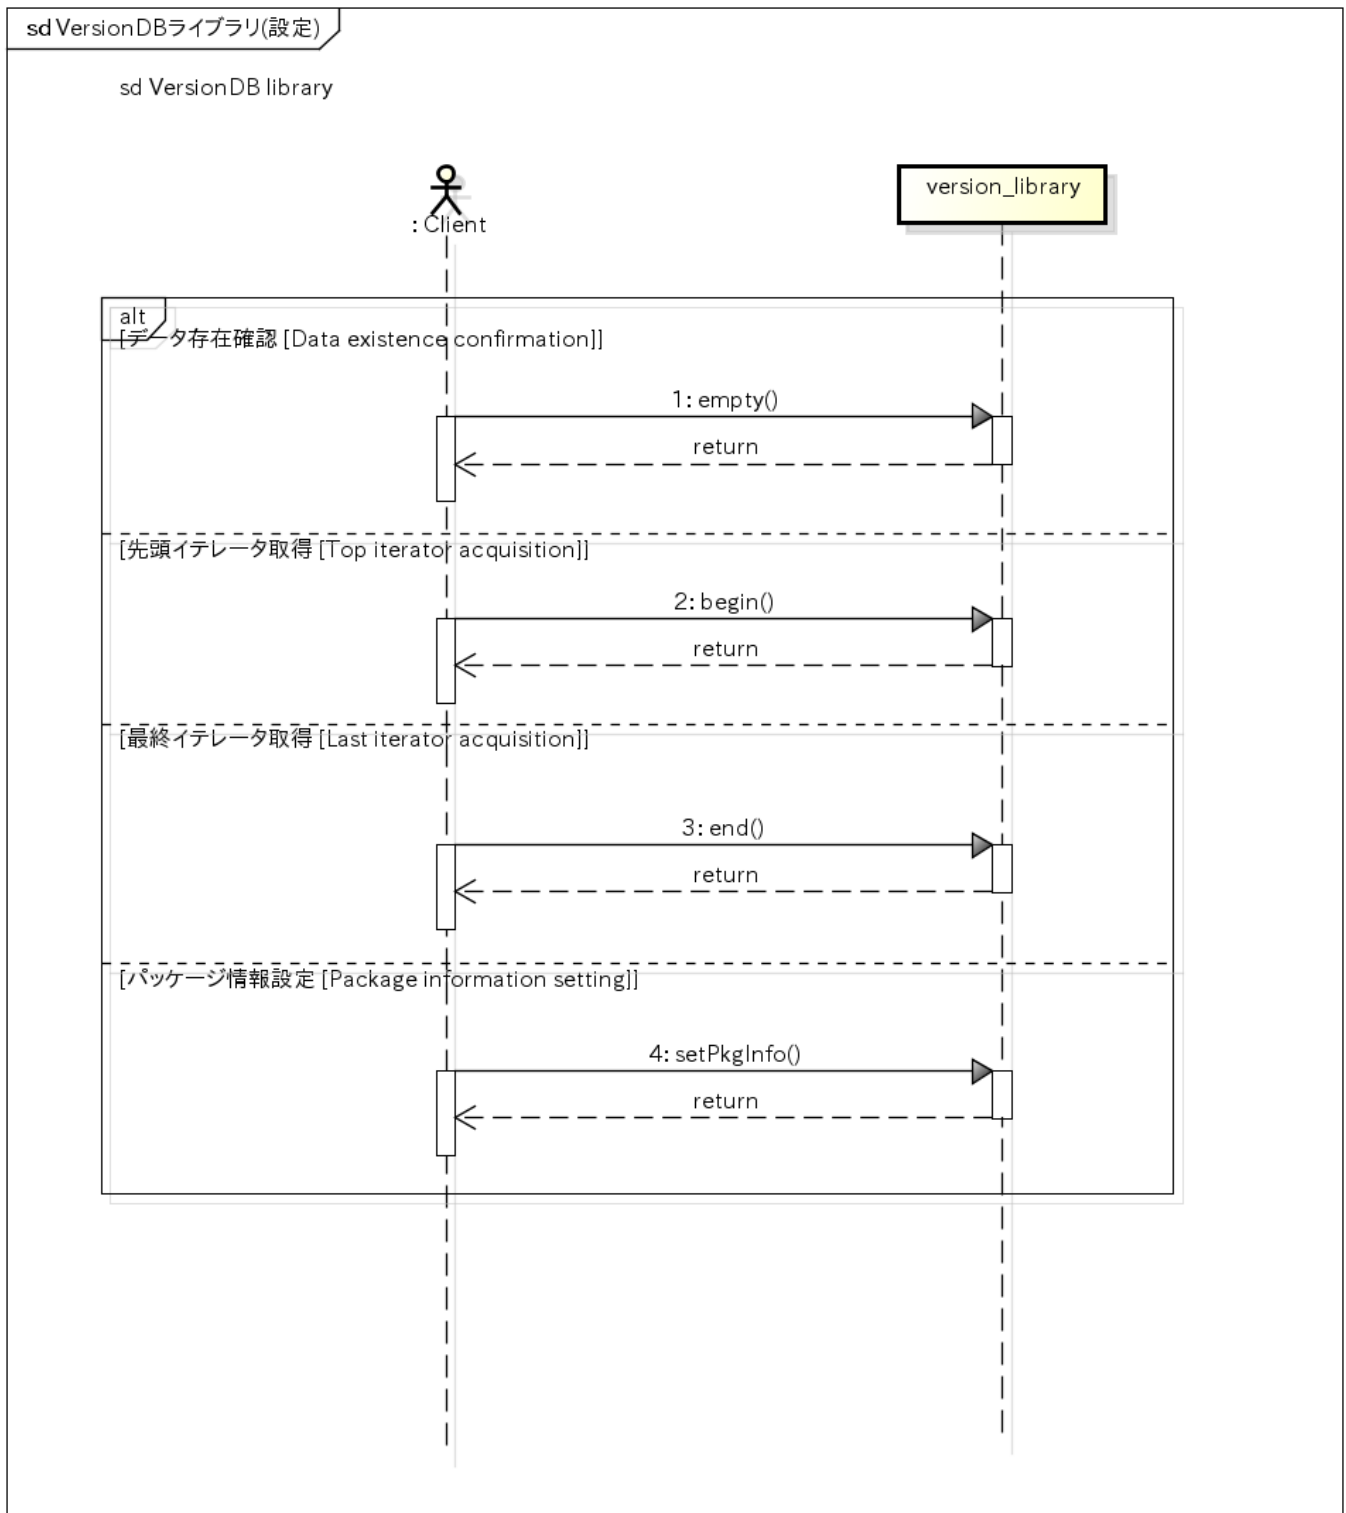 sd VersionDBライブラリ(設定)
sd VersionDB library
: Client
version_library
alt
[データ存在確認 [Data existence confirmation]]
1: empty()
return
[先頭イテレータ取得 [Top iterator acquisition]]
2: begin()
return
[最終イテレータ取得 [Last iterator acquisition]]
3: end()
return
[パッケージ情報設定 [Package information setting]]
4: setPkgInfo()
return